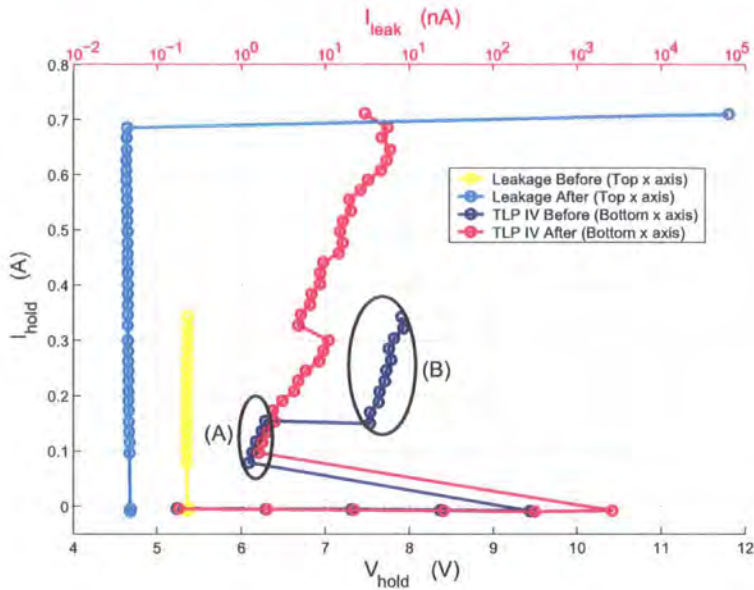 I_leak (nA)
10^-2 10^-1 10^0 10^1 10^1 10^3 10^4 10^5
0.8
0.7
0.6
0.5
0.4
0.3
0.2
0.1
0
I_hold (A)
Leakage Before (Top x axis)
Leakage After (Top x axis)
TLP IV Before (Bottom x axis)
TLP IV After (Bottom x axis)
(B)
(A)
4 5 6 7 8 9 10 11 12
V_hold (V)